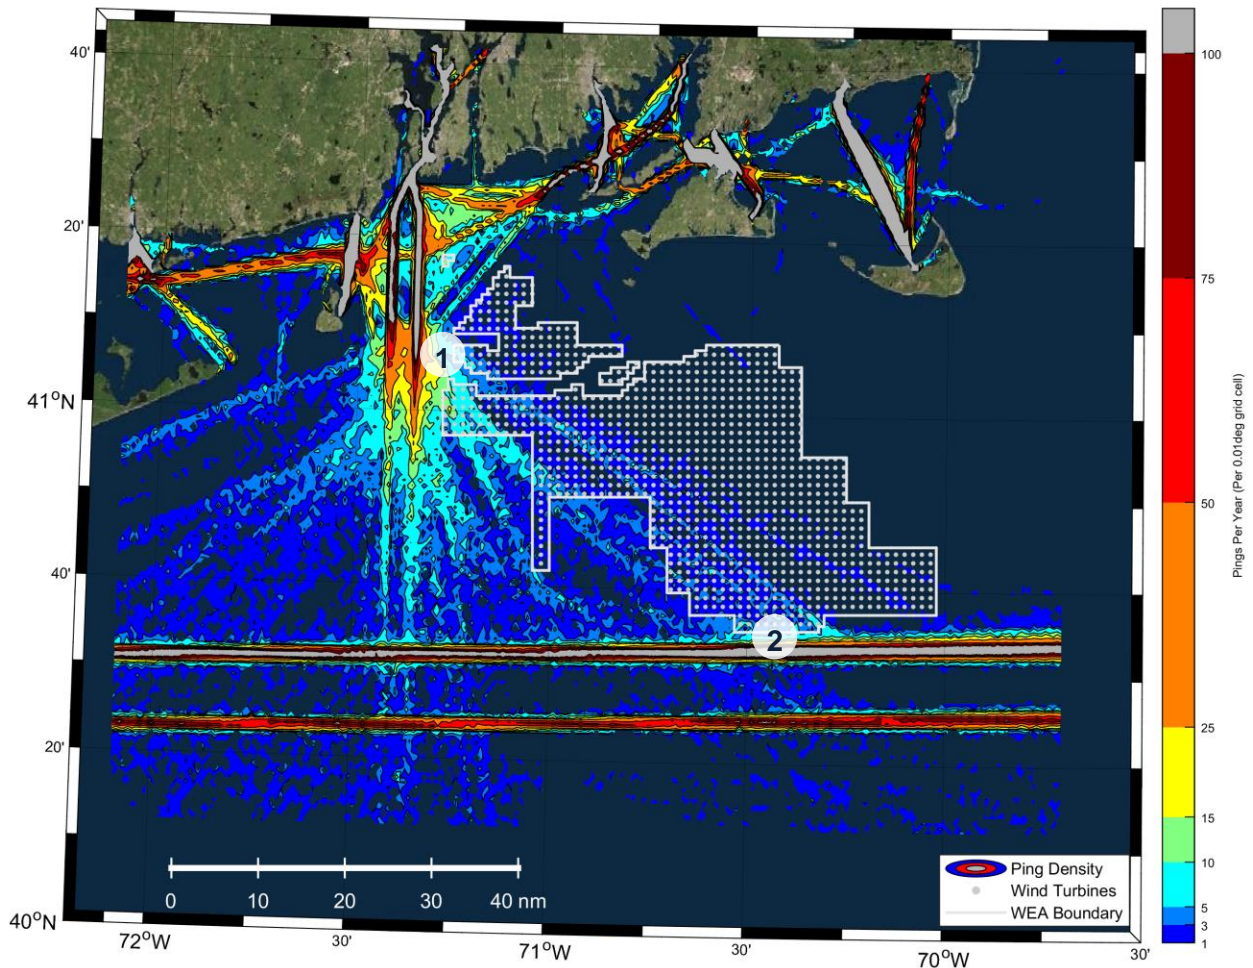 40'
20'
41°N
40'
20'
40°N
72°W
30'
71°W
30'
70°W
30'
1
2
0
10
20
30
40 nm
Ping Density
Wind Turbines
WEA Boundary
100
75
50
25
15
10
5
3
1
Pings Per Year (Per 0.01deg grid cell)